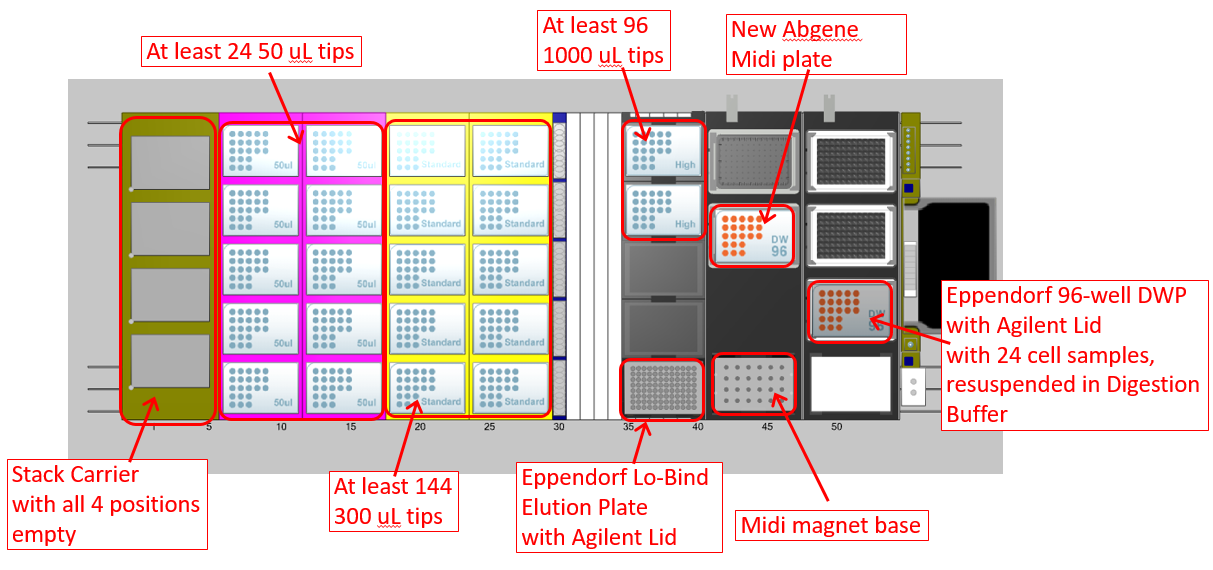 At least 24 50 uL tips
At least 96
1000 uL tips
New Abgene
Midi plate
50ul
50ul
Standard
Standard
High
50ul
50ul
Standard
Standard
High
DW
96
50ul
50ul
Standard
Standard
DW
96
50ul
50ul
Standard
Standard
50ul
50ul
Standard
Standard
1 5 10 15 20 25 30 35 40 45 50
Eppendorf 96-well DWP
with Agilent Lid
with 24 cell samples,
resuspended in Digestion
Buffer
Stack Carrier
with all 4 positions
empty
At least 144
300 uL tips
Eppendorf Lo-Bind
Elution Plate
with Agilent Lid
Midi magnet base